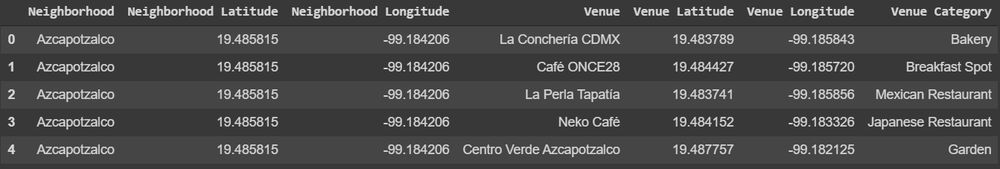 Neighborhood Neighborhood Latitude Neighborhood Longitude Venue Venue Latitude Venue Longitude Venue Category
0 Azcapotzalco 19.485815 -99.184206 La Conchería CDMX 19.483789 -99.185843 Bakery
1 Azcapotzalco 19.485815 -99.184206 Café ONCE28 19.484427 -99.185720 Breakfast Spot
2 Azcapotzalco 19.485815 -99.184206 La Perla Tapatía 19.483741 -99.185856 Mexican Restaurant
3 Azcapotzalco 19.485815 -99.184206 Neko Café 19.484152 -99.183326 Japanese Restaurant
4 Azcapotzalco 19.485815 -99.184206 Centro Verde Azcapotzalco 19.487757 -99.182125 Garden